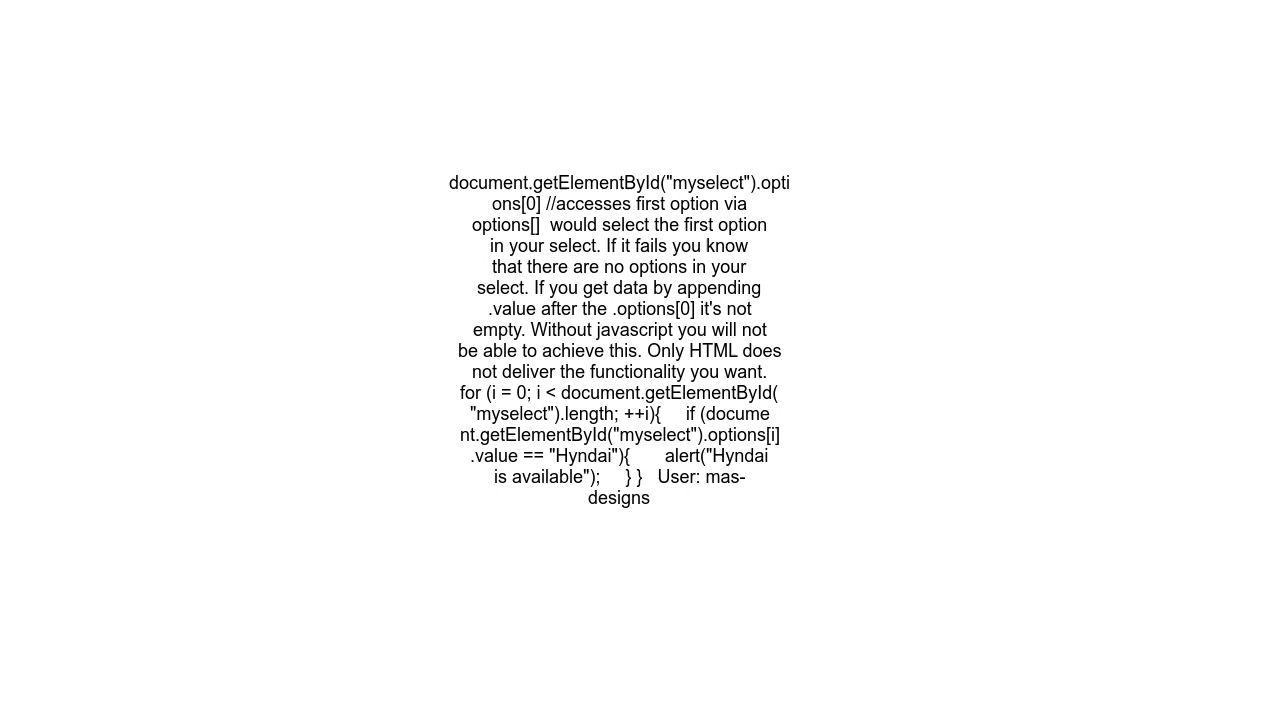 document.getElementById("myselect").opti
ons[0] //accesses first option via
options[]  would select the first option
in your select. If it fails you know
that there are no options in your
select. If you get data by appending
.value after the .options[0] it's not
empty. Without javascript you will not
be able to achieve this. Only HTML does
not deliver the functionality you want.
for (i = 0; i < document.getElementById(
"myselect").length; ++i){     if (docume
nt.getElementById("myselect").options[i]
.value == "Hyndai"){       alert("Hyndai
is available");     } }   User: mas-
designs